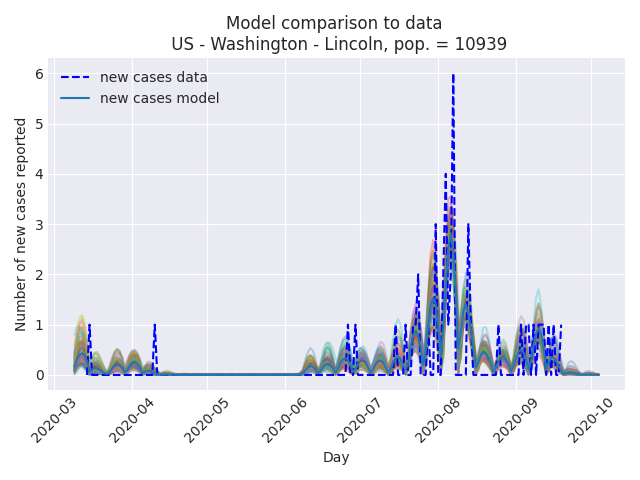 Model comparison to data
US - Washington - Lincoln, pop. = 10939
new cases data
new cases model
Number of new cases reported
6
5
4
3
2
1
0
2020-03
2020-04
2020-05
2020-06
2020-07
2020-08
2020-09
2020-10
Day